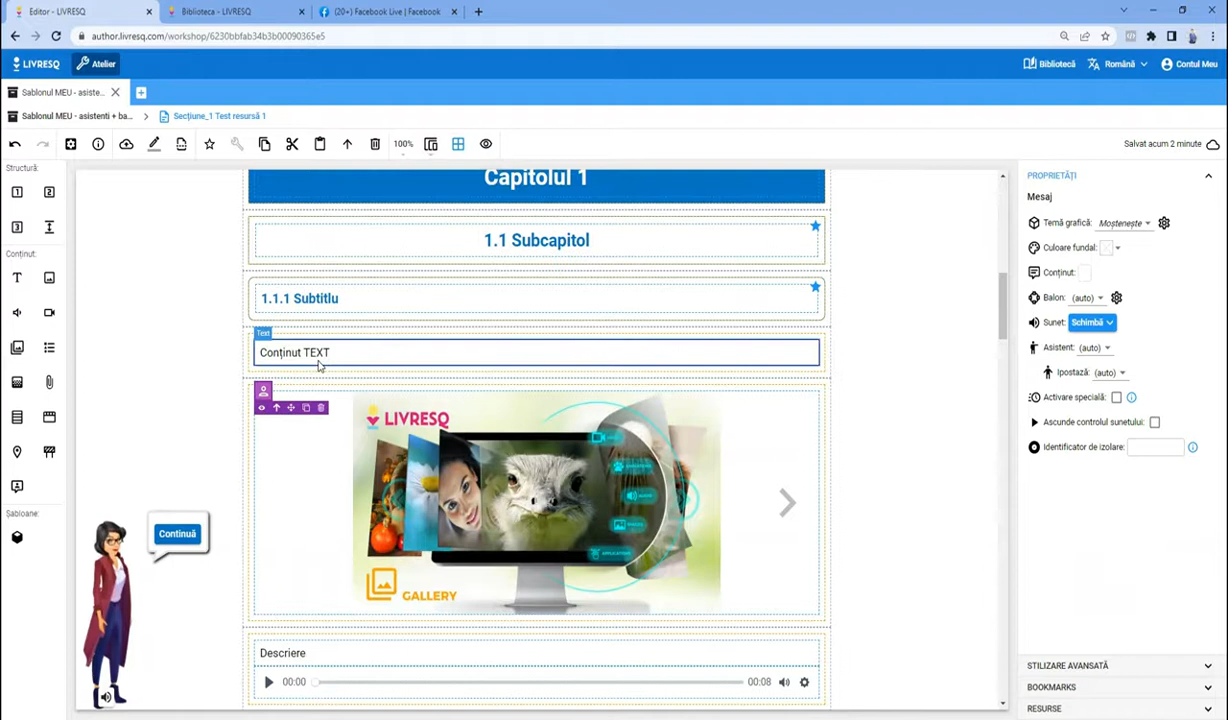 Editor - LIVRESQ
Biblioteca - LIVRESQ
(20+) Facebook Live | Facebook
author.livresq.com/workshop/6230bbfab34b3b00090365e5
LIVRESQ
Atelier
Bibliotecă
Română
Contul Meu
Sablonul MEU - asiste...
Sablonul MEU - asistenti + ba...
Secțiune_1 Test resursă 1
100%
Salvat acum 2 minute
Structură:
1
2
3
Conținut:
T
Șabloane:
Capitolul 1
1.1 Subcapitol
1.1.1 Subtitlu
Text
Conținut TEXT
LIVRESQ
GALLERY
Continuă
Descriere
00:00
00:08
PROPRIETĂȚI
Mesaj
Temă grafică: Moștenește
Culoare fundal:
Conținut:
Balon: (auto)
Sunet: Schimbă
Asistent: (auto)
Ipostază: (auto)
Activare specială:
Ascunde controlul sunetului:
Identificator de izolare:
STILIZARE AVANSATĂ
BOOKMARKS
RESURSE